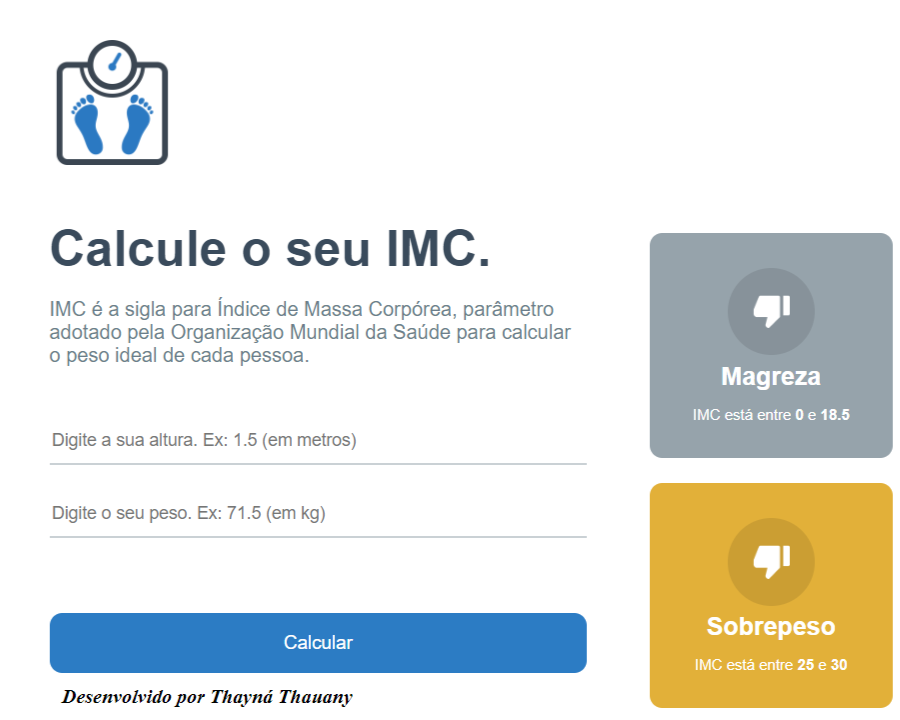 Calcule o seu IMC.
IMC é a sigla para Índice de Massa Corpórea, parâmetro
adotado pela Organização Mundial da Saúde para calcular
o peso ideal de cada pessoa.
Digite a sua altura. Ex: 1.5 (em metros)
Digite o seu peso. Ex: 71.5 (em kg)
Calcular
Desenvolvido por Thayná Thauany
Magreza
IMC está entre 0 e 18.5
Sobrepeso
IMC está entre 25 e 30